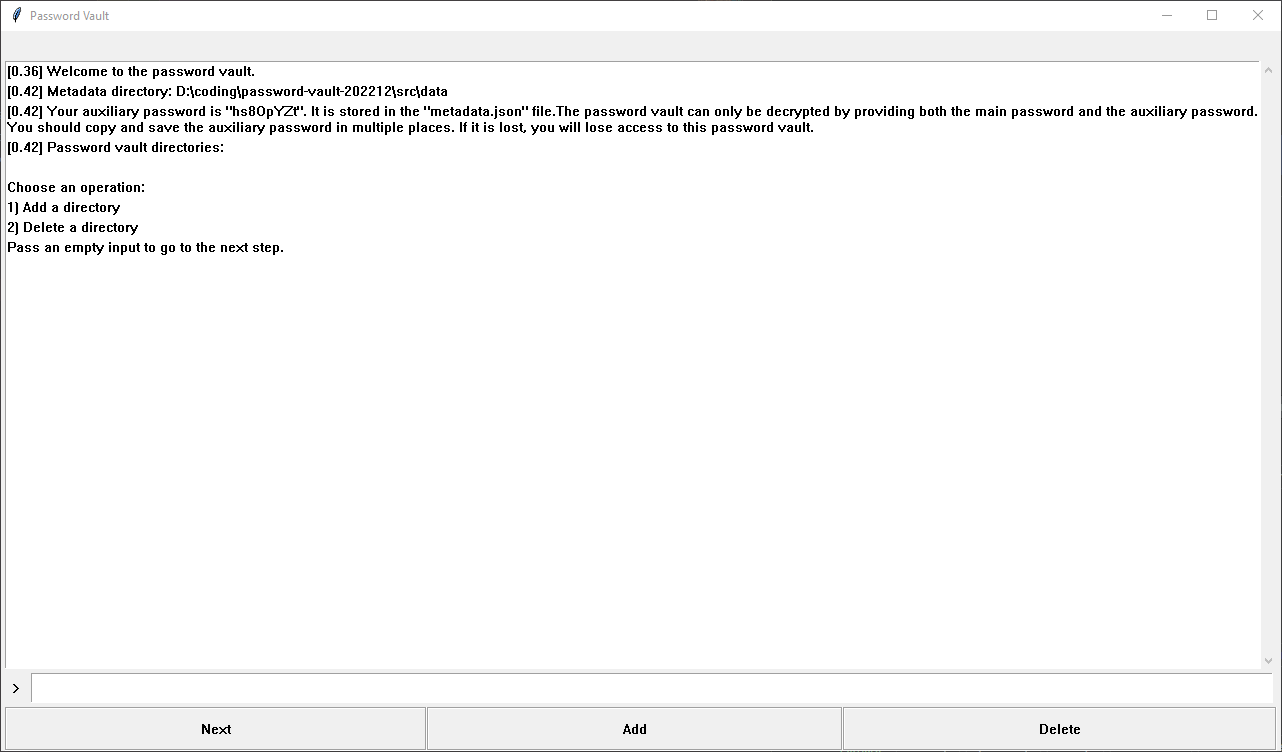 Password Vault
[0.36] Welcome to the password vault.
[0.42] Metadata directory: D:\coding\password-vault-202212\src\data
[0.42] Your auxiliary password is "hs8OpYZt". It is stored in the "metadata.json" file.The password vault can only be decrypted by providing both the main password and the auxiliary password.
You should copy and save the auxiliary password in multiple places. If it is lost, you will lose access to this password vault.
[0.42] Password vault directories:
Choose an operation:
1) Add a directory
2) Delete a directory
Pass an empty input to go to the next step.
>
Next Add Delete